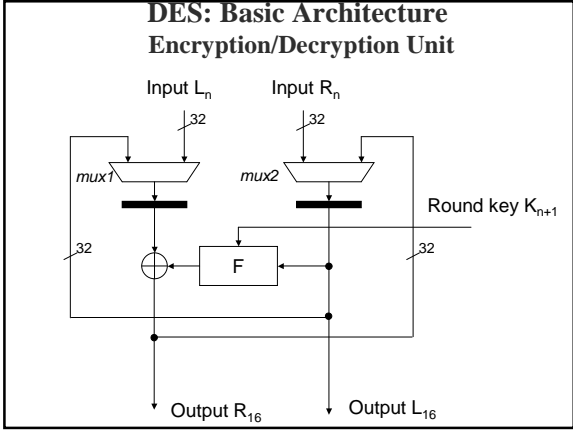 DES: Basic Architecture
Encryption/Decryption Unit
Input Lₙ
Input Rₙ
32
32
mux1
mux2
Round key Kₙ₊₁
32
32
F
Output R₁₆
Output L₁₆